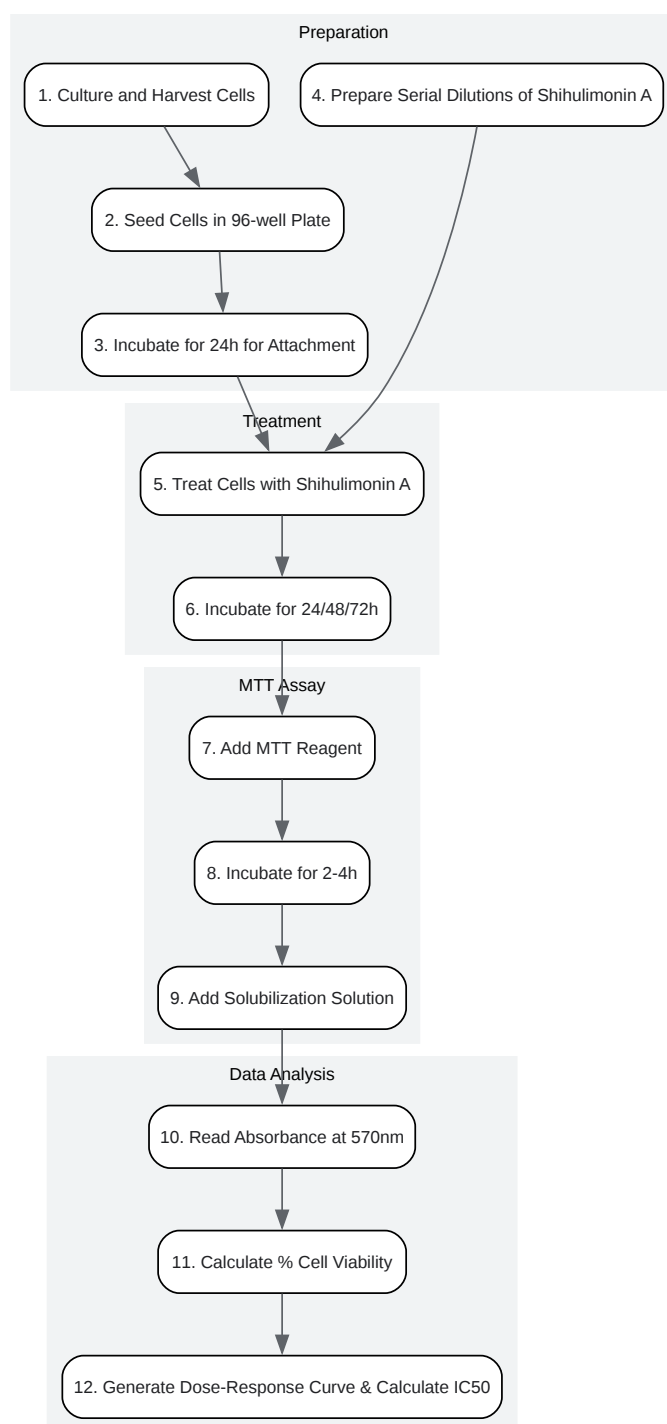 Preparation
1. Culture and Harvest Cells
4. Prepare Serial Dilutions of Shihulimonin A
2. Seed Cells in 96-well Plate
3. Incubate for 24h for Attachment
Treatment
5. Treat Cells with Shihulimonin A
6. Incubate for 24/48/72h
MTT Assay
7. Add MTT Reagent
8. Incubate for 2-4h
9. Add Solubilization Solution
Data Analysis
10. Read Absorbance at 570nm
11. Calculate % Cell Viability
12. Generate Dose-Response Curve & Calculate IC50